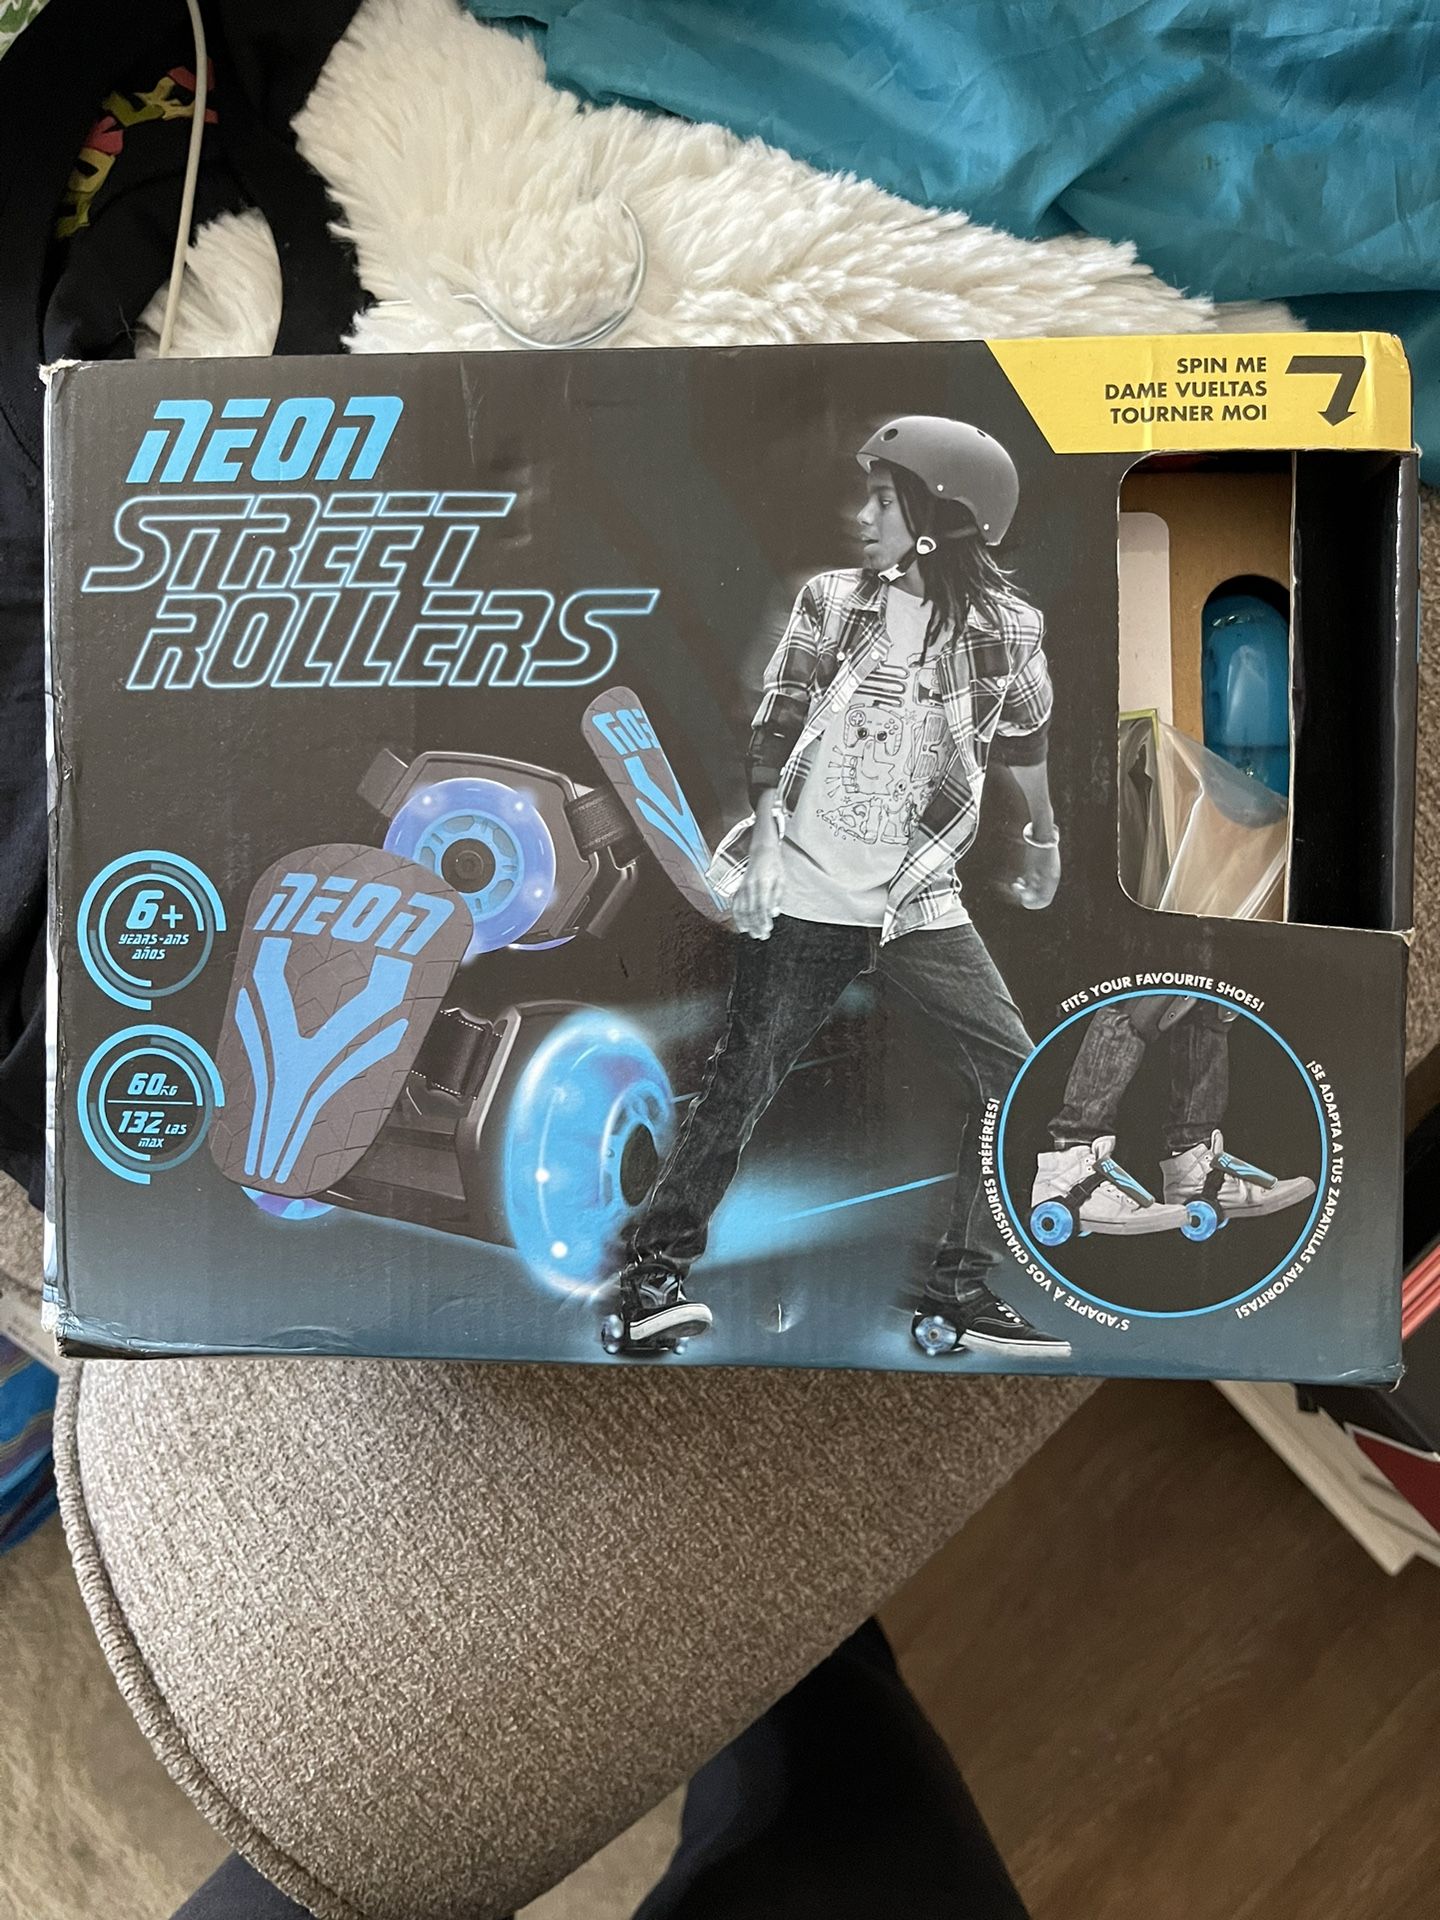 NEON
STREET
ROLLERS
SPIN ME
DAME VUELTAS
TOURNER MOI
NEON
NEON
6+
YEARS-ANS
AÑOS
60KG
132 LBS
MAX
FITS YOUR FAVOURITE SHOES!
¡SE ADAPTA A TUS ZAPATILLAS FAVORITAS!
S'ADAPTE À VOS CHAUSSURES PRÉFÉRÉES!